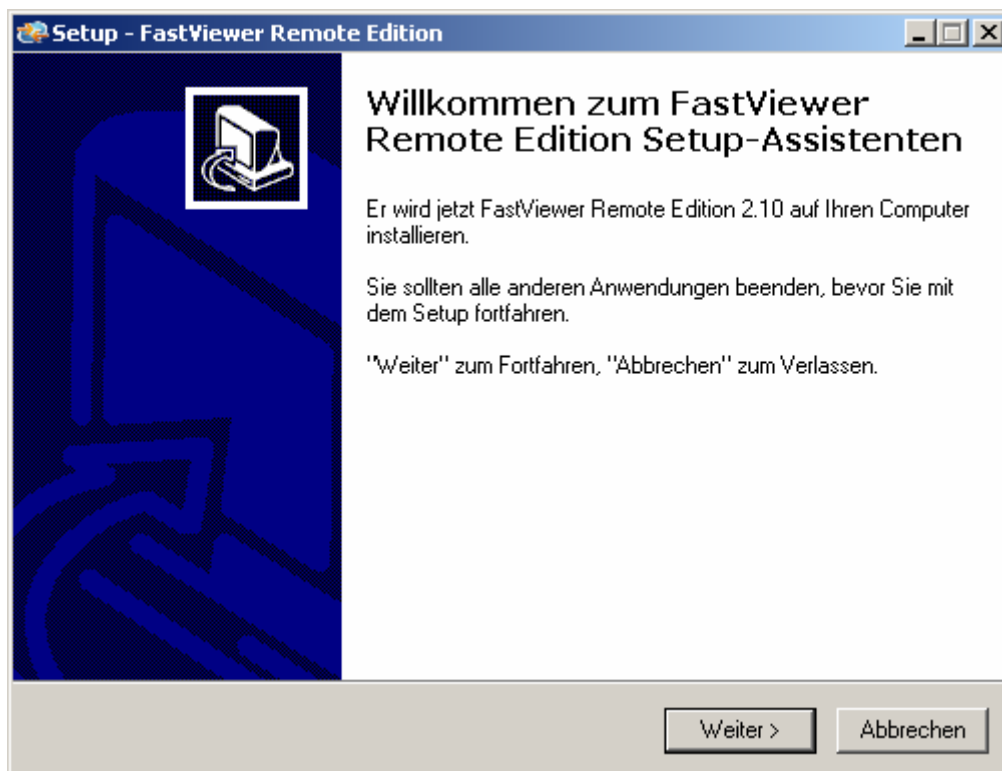 Setup - FastViewer Remote Edition
Willkommen zum FastViewer
Remote Edition Setup-Assistenten
Er wird jetzt FastViewer Remote Edition 2.10 auf Ihren Computer
installieren.
Sie sollten alle anderen Anwendungen beenden, bevor Sie mit
dem Setup fortfahren.
"Weiter" zum Fortfahren, "Abbrechen" zum Verlassen.
Weiter >
Abbrechen